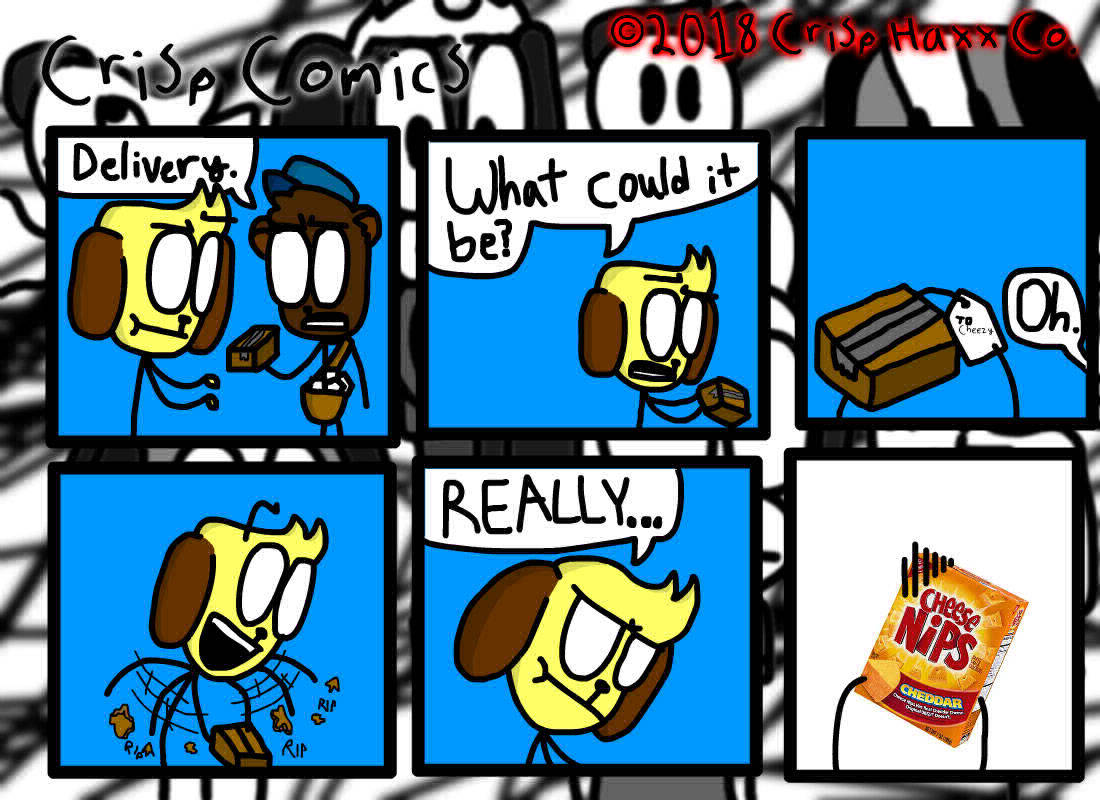 Crisp Comics
©2018 Crisp Haxx Co.
Delivery.
What could it
be?
TO
Cheezy
Oh.
RIP
RIP
RIP
REALLY...
CHEESE
NIPS
CHEDDAR